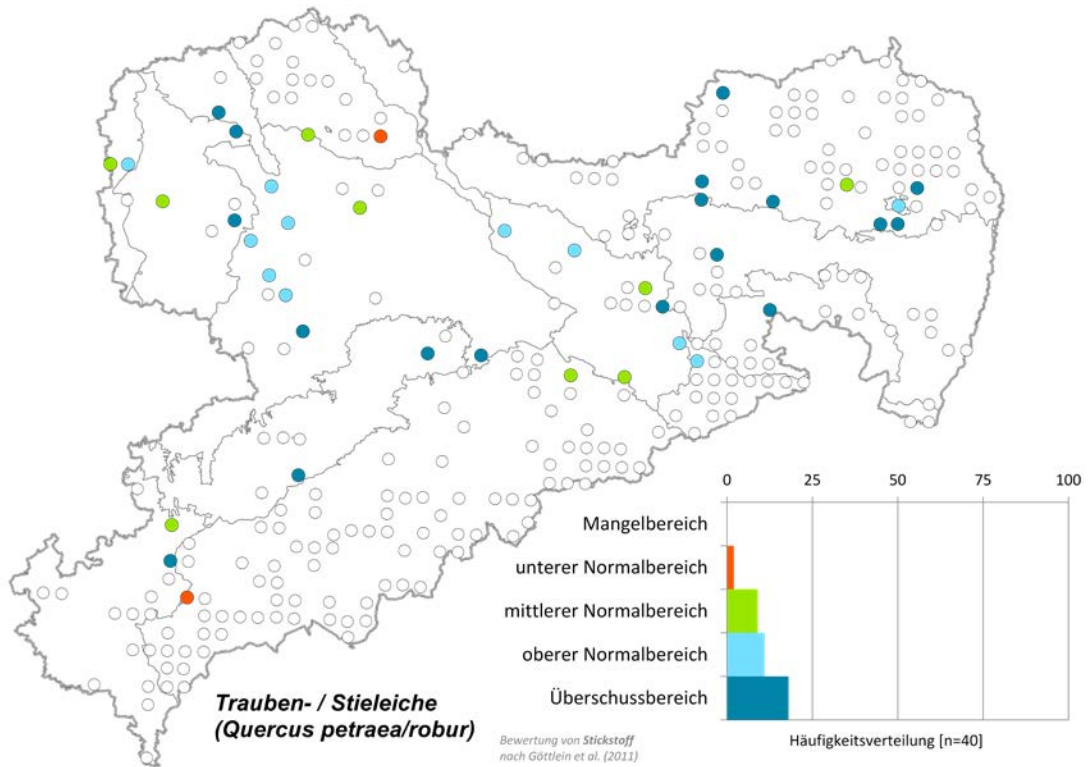 0 25 50 75 100
Mangelbereich
unterer Normalbereich
mittlerer Normalbereich
oberer Normalbereich
Überschussbereich
Häufigkeitsverteilung [n=40]
Trauben- / Stieleiche
(Quercus petraea/robur)
Bewertung von Stickstoff
nach Göttlein et al. (2011)